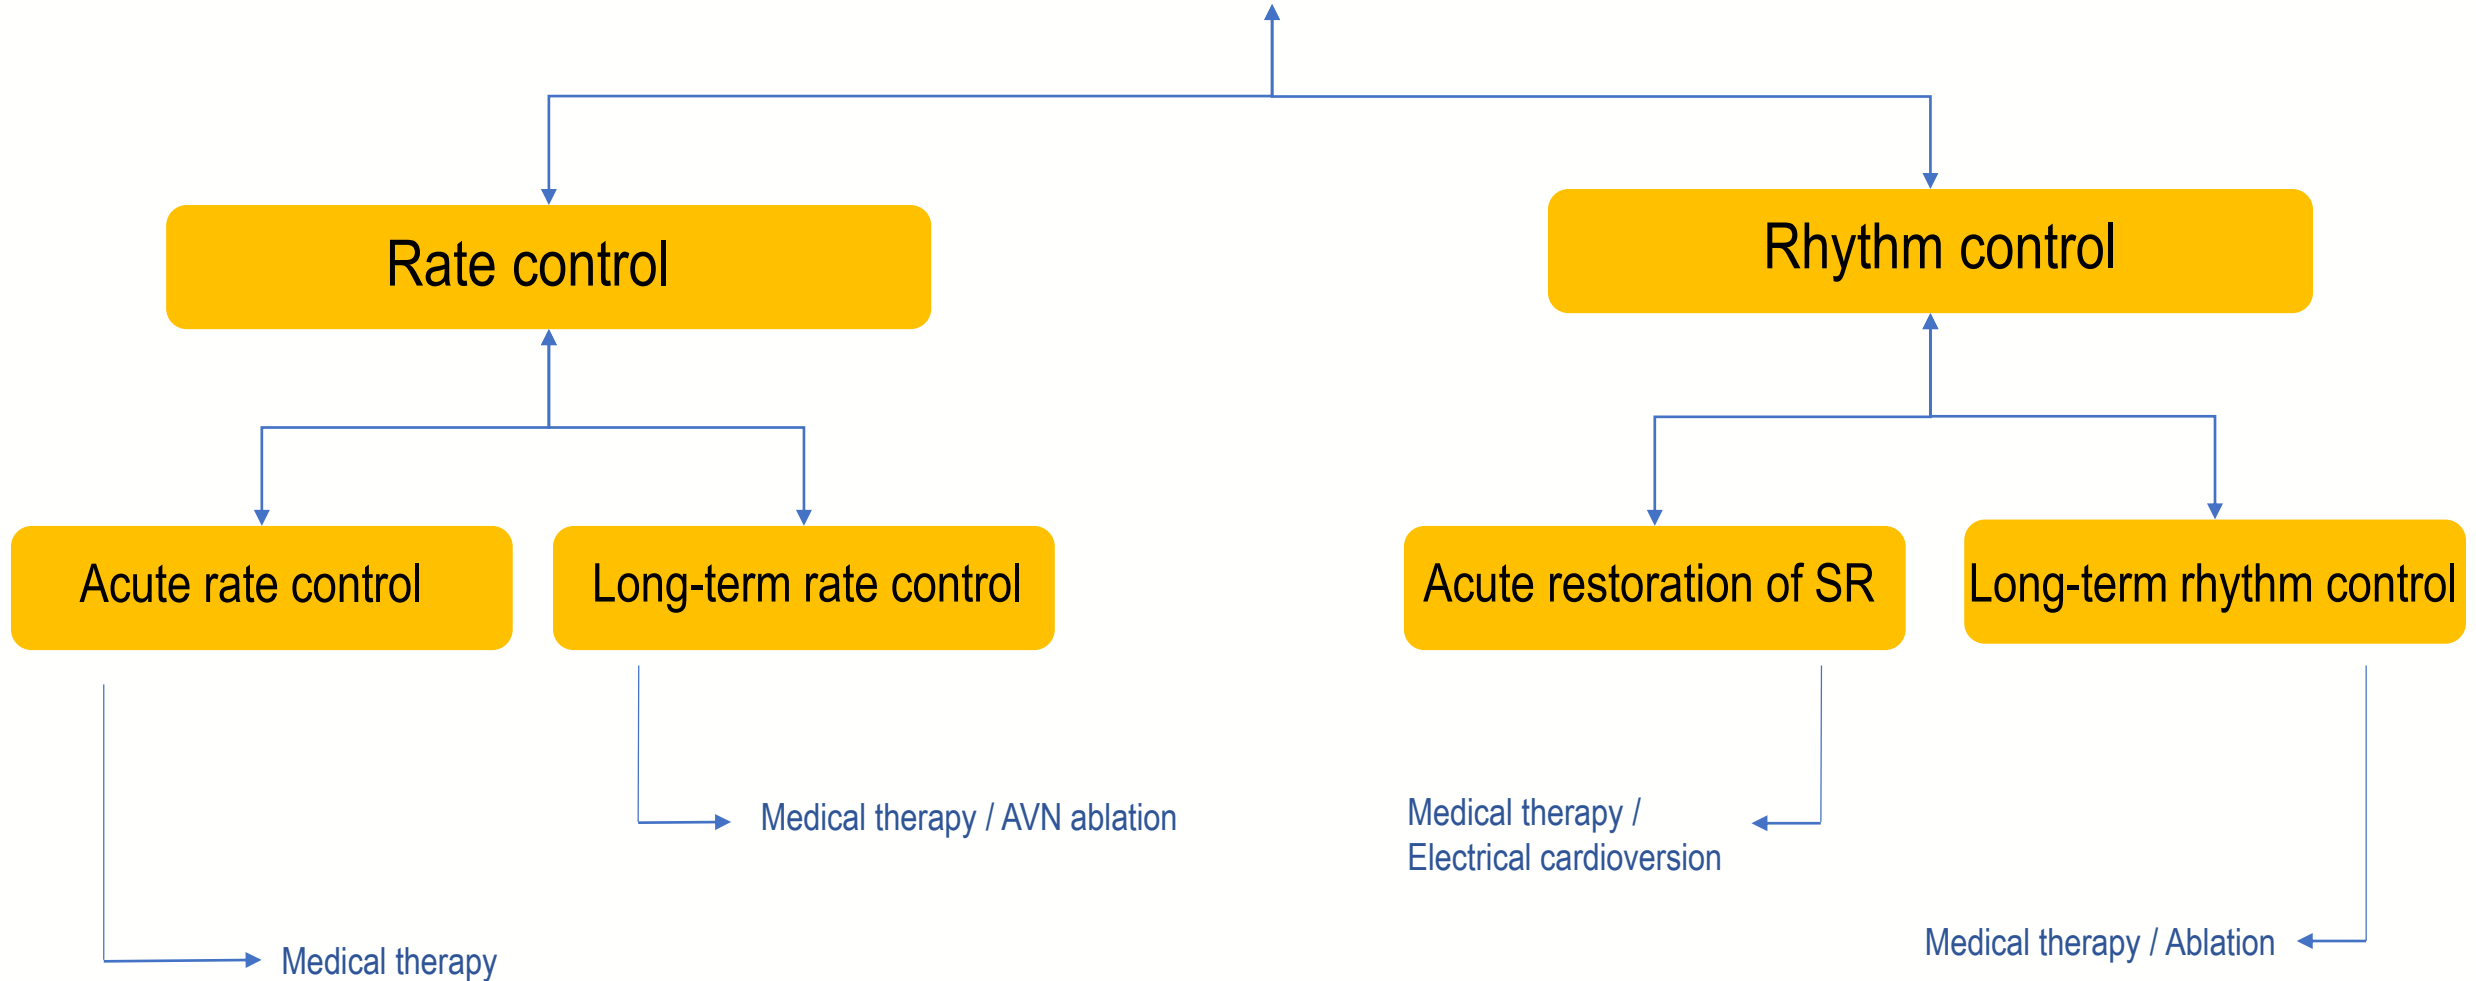 Rate control
Rhythm control
Acute rate control
Long-term rate control
Acute restoration of SR
Long-term rhythm control
Medical therapy / AVN ablation
Medical therapy /
Electrical cardioversion
Medical therapy
Medical therapy / Ablation